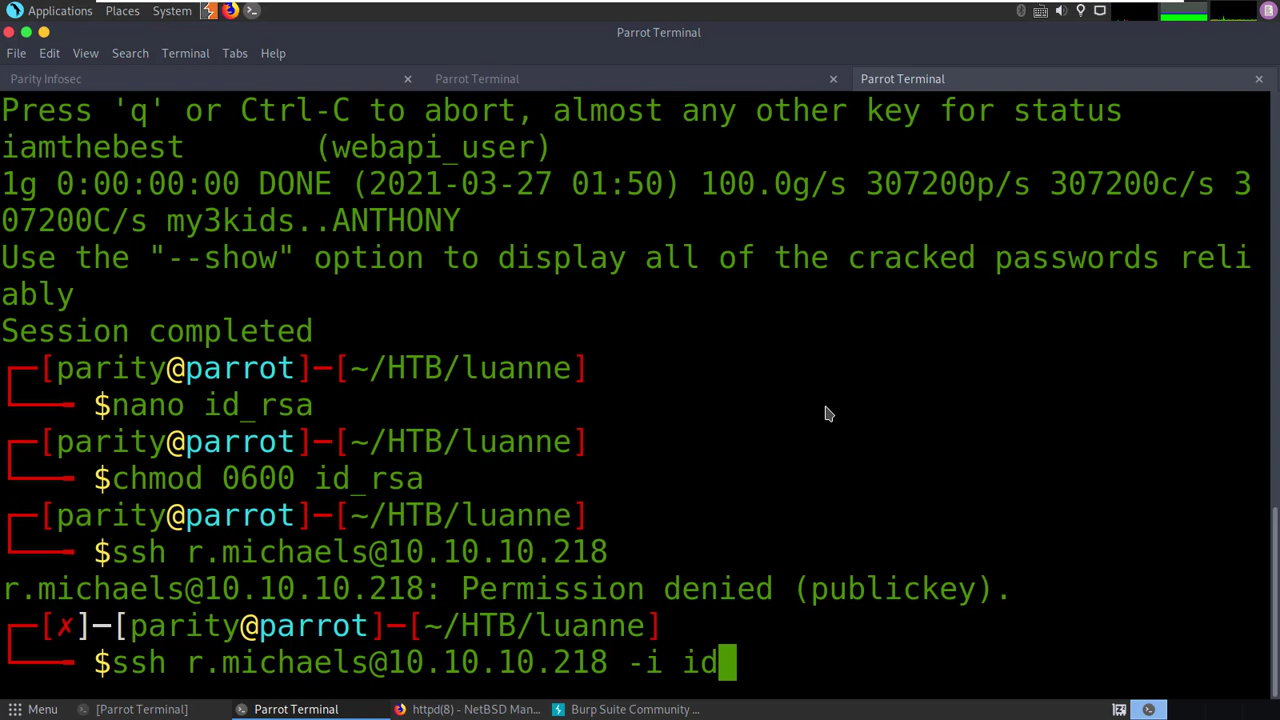 Applications Places System
Parrot Terminal
File Edit View Search Terminal Tabs Help
Parity Infosec × Parrot Terminal × Parrot Terminal ×
Press 'q' or Ctrl-C to abort, almost any other key for status
iamthebest       (webapi_user)
1g 0:00:00:00 DONE (2021-03-27 01:50) 100.0g/s 307200p/s 307200c/s 3
07200C/s my3kids..ANTHONY
Use the "--show" option to display all of the cracked passwords reli
ably
Session completed
┌─[parity@parrot]─[~/HTB/luanne]
└──╼ $nano id_rsa
┌─[parity@parrot]─[~/HTB/luanne]
└──╼ $chmod 0600 id_rsa
┌─[parity@parrot]─[~/HTB/luanne]
└──╼ $ssh r.michaels@10.10.10.218
r.michaels@10.10.10.218: Permission denied (publickey).
┌─[✗]─[parity@parrot]─[~/HTB/luanne]
└──╼ $ssh r.michaels@10.10.10.218 -i id
Menu [Parrot Terminal] Parrot Terminal httpd(8) - NetBSD Man... Burp Suite Community ...